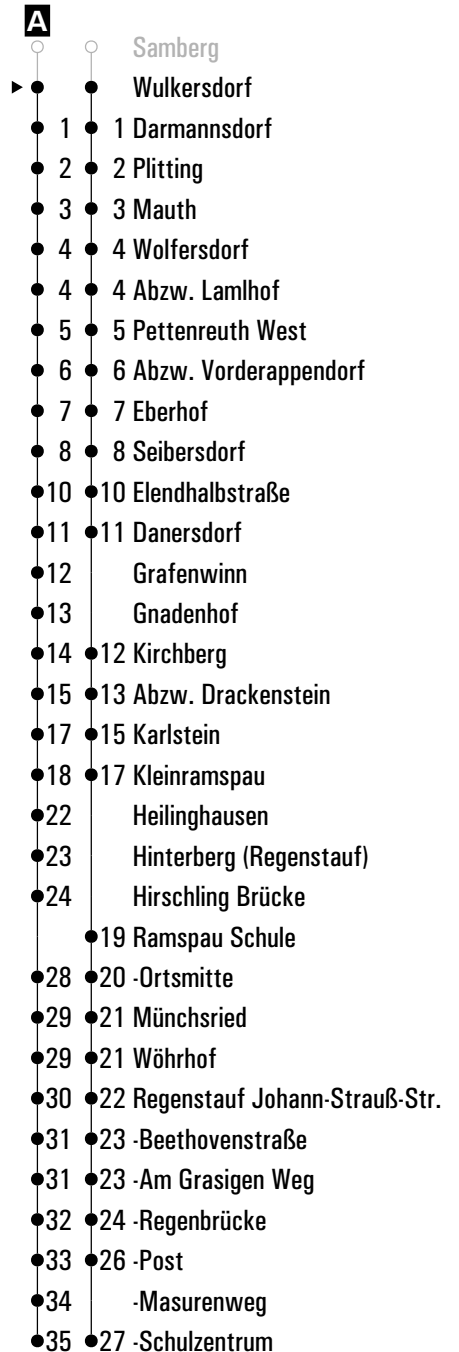 A
Samberg
Wulkersdorf
1 1 Darmannsdorf
2 2 Plitting
3 3 Mauth
4 4 Wolfersdorf
4 4 Abzw. Lamlhof
5 5 Pettenreuth West
6 6 Abzw. Vorderappendorf
7 7 Eberhof
8 8 Seibersdorf
10 10 Elendhalbstraße
11 11 Danersdorf
12 Grafenwinn
13 Gnadenhof
14 12 Kirchberg
15 13 Abzw. Drackenstein
17 15 Karlstein
18 17 Kleinramspau
22 Heilinghausen
23 Hinterberg (Regenstauf)
24 Hirschling Brücke
19 Ramspau Schule
28 20 -Ortsmitte
29 21 Münchsried
29 21 Wöhrhof
30 22 Regenstauf Johann-Strauß-Str.
31 23 -Beethovenstraße
31 23 -Am Grasigen Weg
32 24 -Regenbrücke
33 26 -Post
34 -Masurenweg
35 27 -Schulzentrum